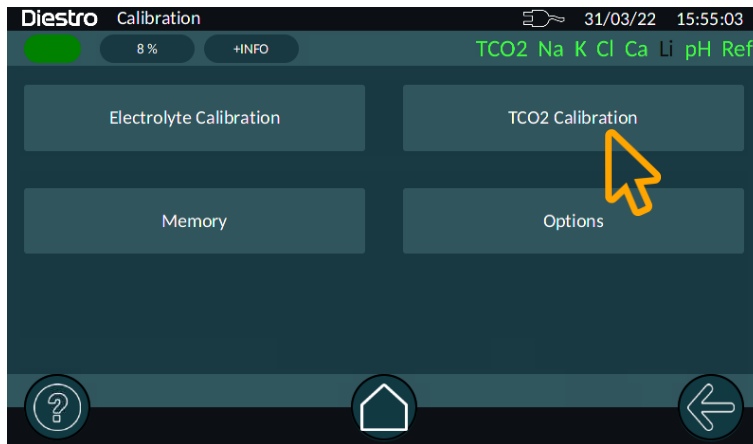 Diestro Calibration 31/03/22 15:55:03
8 % +INFO TCO2 Na K Cl Ca Li pH Ref
Electrolyte Calibration TCO2 Calibration
Memory Options
?